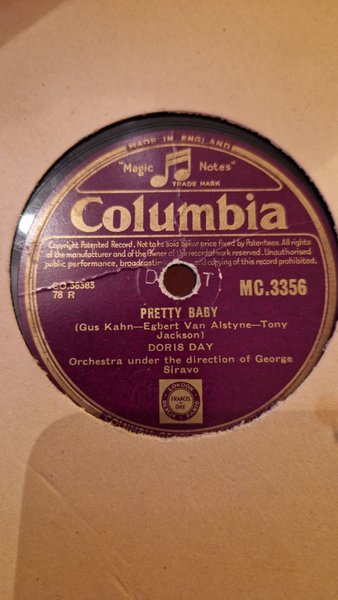 MADE IN ENGLAND
"Magic Notes"
TRADE MARK
Columbia
Copyright Patented Record. Not to be sold below price fixed by Patentees. All rights
of the manufacturer and of the Owner of the recorded work reserved. Unauthorised
public performance, broadcasting and copying of this record prohibited.
CO.38383
78 R
MC.3356
PRETTY BABY
(Gus Kahn—Egbert Van Alstyne—Tony
Jackson)
DORIS DAY
Orchestra under the direction of George
Siravo
LONDON
FRANCIS
DAY
BERLIN PARIS